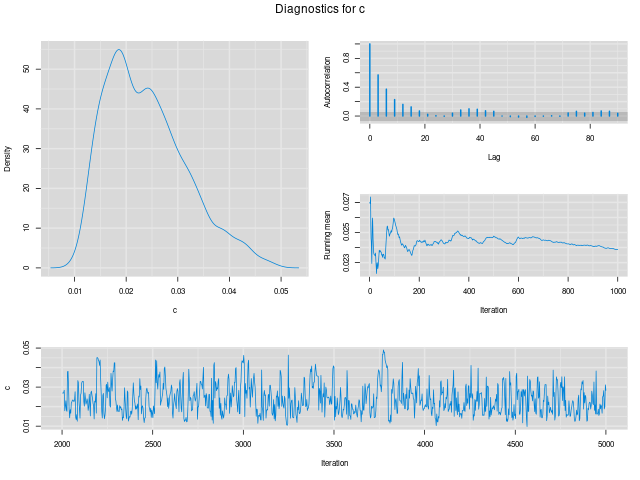 Diagnostics for c
Density
0 10 20 30 40 50
0.01 0.02 0.03 0.04 0.05
c
Autocorrelation
0.0 0.4 0.8
0 20 40 60 80
Lag
Running mean
0.023 0.025 0.027
0 200 400 600 800 1000
Iteration
c
0.01 0.03 0.05
2000 2500 3000 3500 4000 4500 5000
Iteration